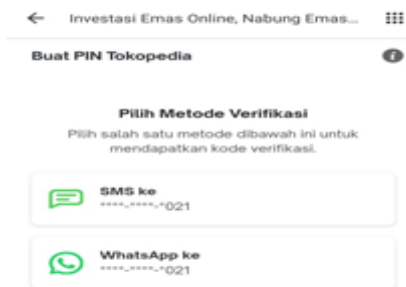 Investasi Emas Online, Nabung Emas...
Buat PIN Tokopedia
Pilih Metode Verifikasi
Pilih salah satu metode dibawah ini untuk
mendapatkan kode verifikasi.
SMS ke
****-****-*021
WhatsApp ke
****-****-*021